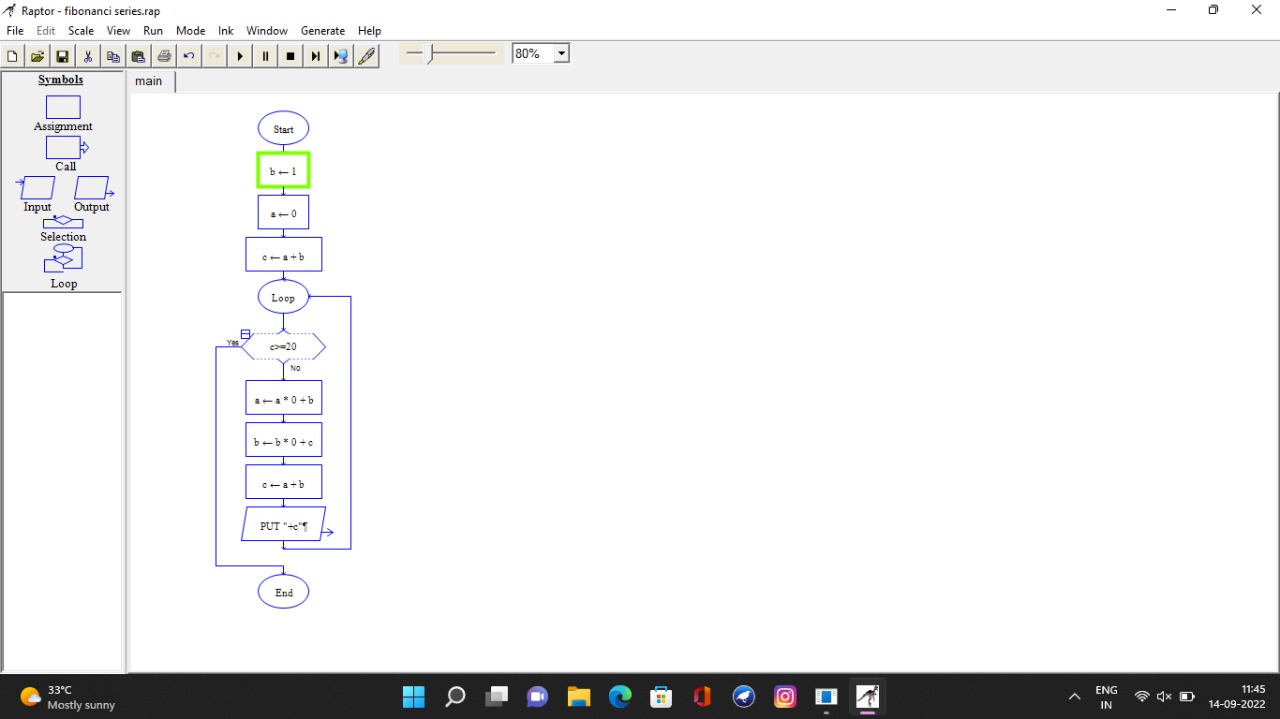 Raptor - fibonanci series.rap
File Edit Scale View Run Mode Ink Window Generate Help
80%
Symbols
Assignment
Call
Input Output
Selection
Loop
main
Start
b ← 1
a ← 0
c ← a + b
Loop
Yes
c>=20
No
a ← a * 0 + b
b ← b * 0 + c
c ← a + b
PUT "+c"¶
End
33°C
Mostly sunny
ENG
IN
11:45
14-09-2022